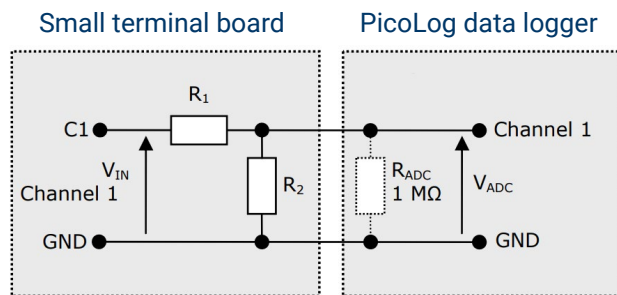 Small terminal board
PicoLog data logger
R1
C1
Channel 1
VIN
Channel 1
R2
RADC
1 MΩ
VADC
GND
GND